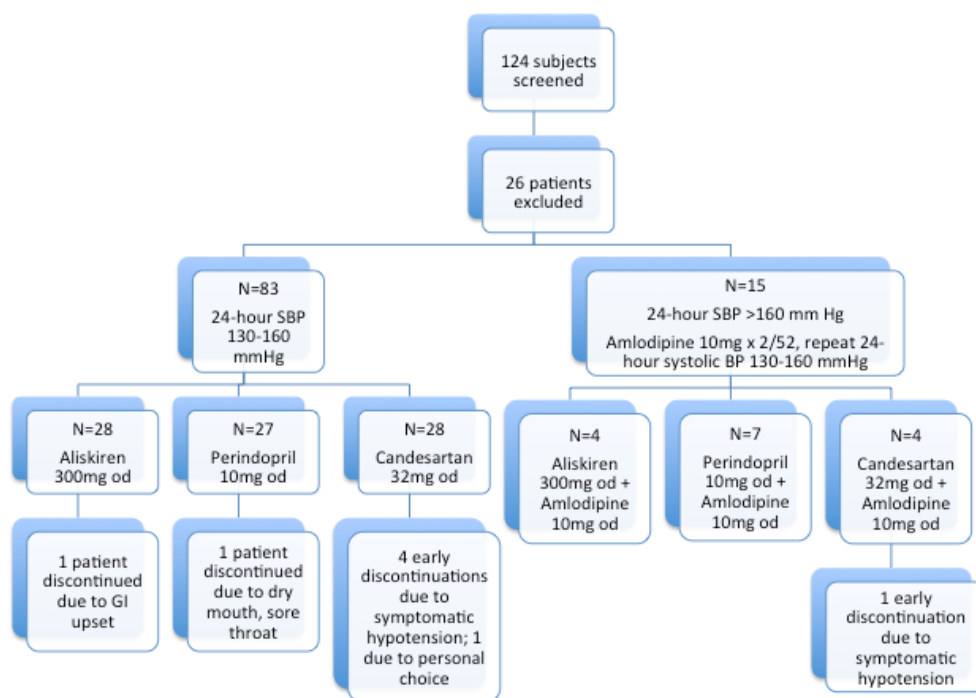 124 subjects
screened
26 patients
excluded
N=83
24-hour SBP
130-160
mmHg
N=15
24-hour SBP >160 mm Hg
Amlodipine 10mg x 2/52, repeat 24-
hour systolic BP 130-160 mmHg
N=28
Aliskiren
300mg od
N=27
Perindopril
10mg od
N=28
Candesartan
32mg od
N=4
Aliskiren
300mg od +
Amlodipine
10mg od
N=7
Perindopril
10mg od +
Amlodipine
10mg od
N=4
Candesartan
32mg od +
Amlodipine
10mg od
1 patient
discontinued
due to GI
upset
1 patient
discontinued
due to dry
mouth, sore
throat
4 early
discontinuations
due to
symptomatic
hypotension; 1
due to personal
choice
1 early
discontinuation
due to
symptomatic
hypotension